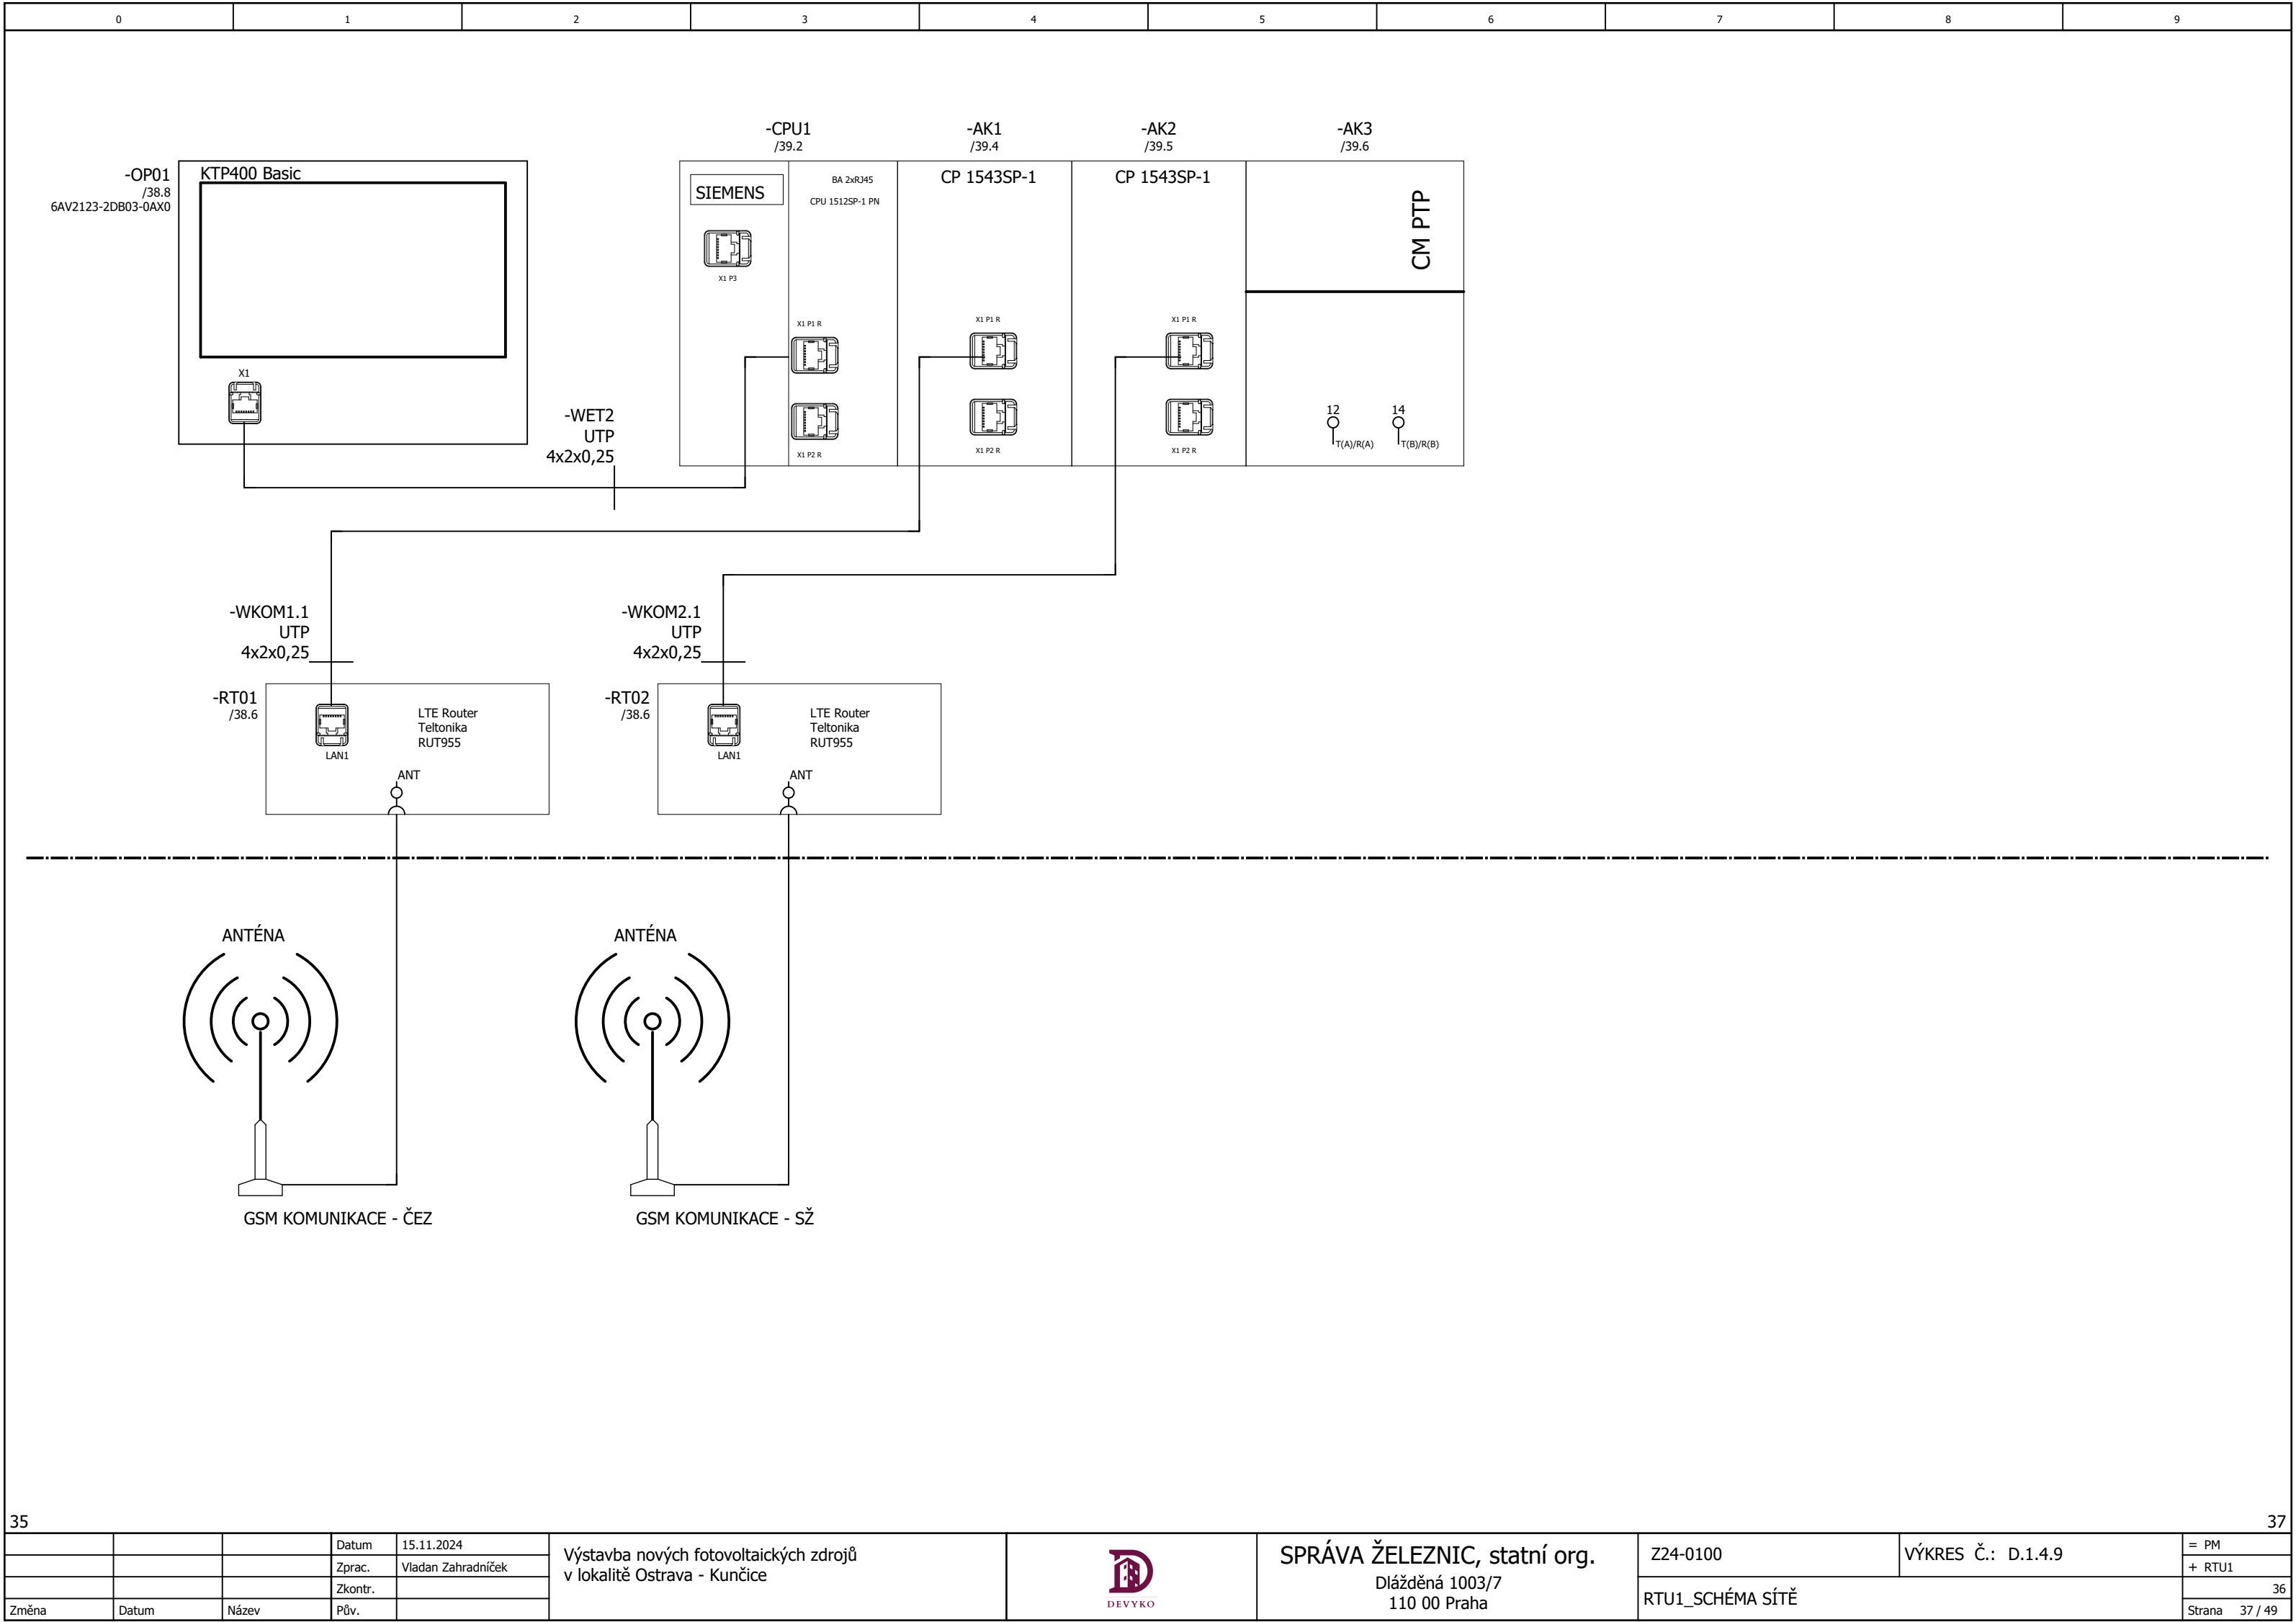 0 1 2 3 4 5 6 7 8 9
-CPU1
/39.2
-AK1
/39.4
-AK2
/39.5
-AK3
/39.6
-OP01
/38.8
6AV2123-2DB03-0AX0
KTP400 Basic
X1
SIEMENS
X1 P3
BA 2xRJ45
CPU 1512SP-1 PN
X1 P1 R
X1 P2 R
CP 1543SP-1
X1 P1 R
X1 P2 R
CP 1543SP-1
X1 P1 R
X1 P2 R
CM PTP
12
T(A)/R(A)
14
T(B)/R(B)
-WET2
UTP
4x2x0,25
-WKOM1.1
UTP
4x2x0,25
-WKOM2.1
UTP
4x2x0,25
-RT01
/38.6
LAN1
LTE Router
Teltonika
RUT955
ANT
-RT02
/38.6
LAN1
LTE Router
Teltonika
RUT955
ANT
ANTÉNA
ANTÉNA
GSM KOMUNIKACE - ČEZ
GSM KOMUNIKACE - SŽ
35
37
Datum 15.11.2024
Zprac. Vladan Zahradníček
Zkontr.
Změna Datum Název Pův.
Výstavba nových fotovoltaických zdrojů
v lokalitě Ostrava - Kunčice
DEVYKO
SPRÁVA ŽELEZNIC, statní org.
Dlážděná 1003/7
110 00 Praha
Z24-0100
VÝKRES Č.: D.1.4.9
RTU1_SCHÉMA SÍTĚ
= PM
+ RTU1
36
Strana 37 / 49